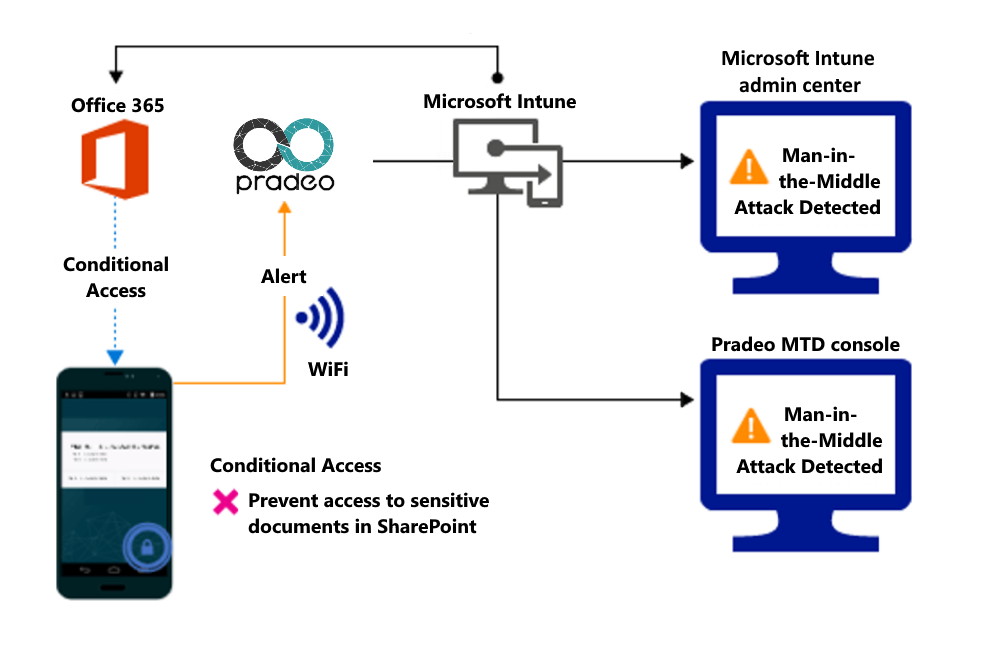 Microsoft Intune
admin center
Office 365
Microsoft Intune
pradeo
Man-in-
the-Middle
Attack Detected
Conditional
Access
Alert
WiFi
Pradeo MTD console
Man-in-
the-Middle
Attack Detected
Conditional Access
Prevent access to sensitive
documents in SharePoint